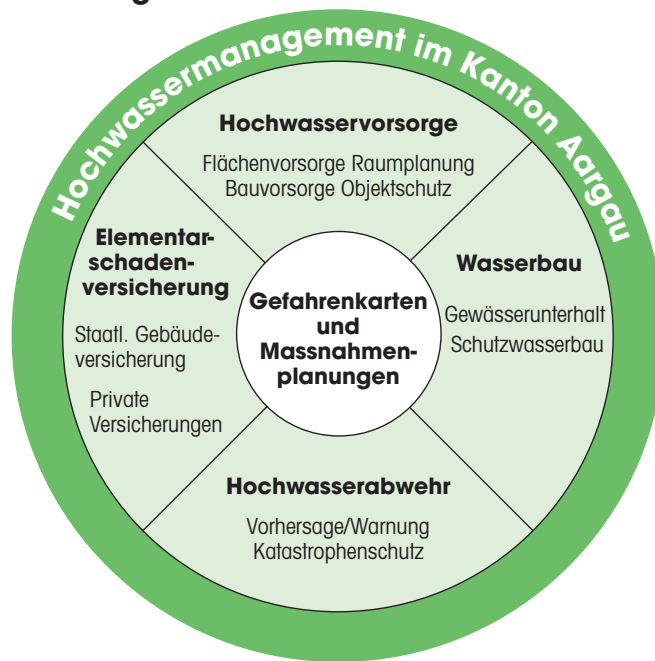 Hochwassermanagement im Kanton Aargau
Hochwasservorsorge
Flächenvorsorge Raumplanung
Bauvorsorge Objektschutz
Elementar-
schaden-
versicherung
Staatl. Gebäude-
versicherung
Private
Versicherungen
Gefahrenkarten
und
Massnahmen-
planungen
Wasserbau
Gewässerunterhalt
Schutzwasserbau
Hochwasserabwehr
Vorhersage/Warnung
Katastrophenschutz